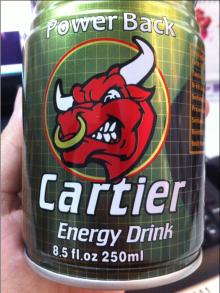 Power Back
Cartier
Energy Drink
8.5 fl.oz 250ml